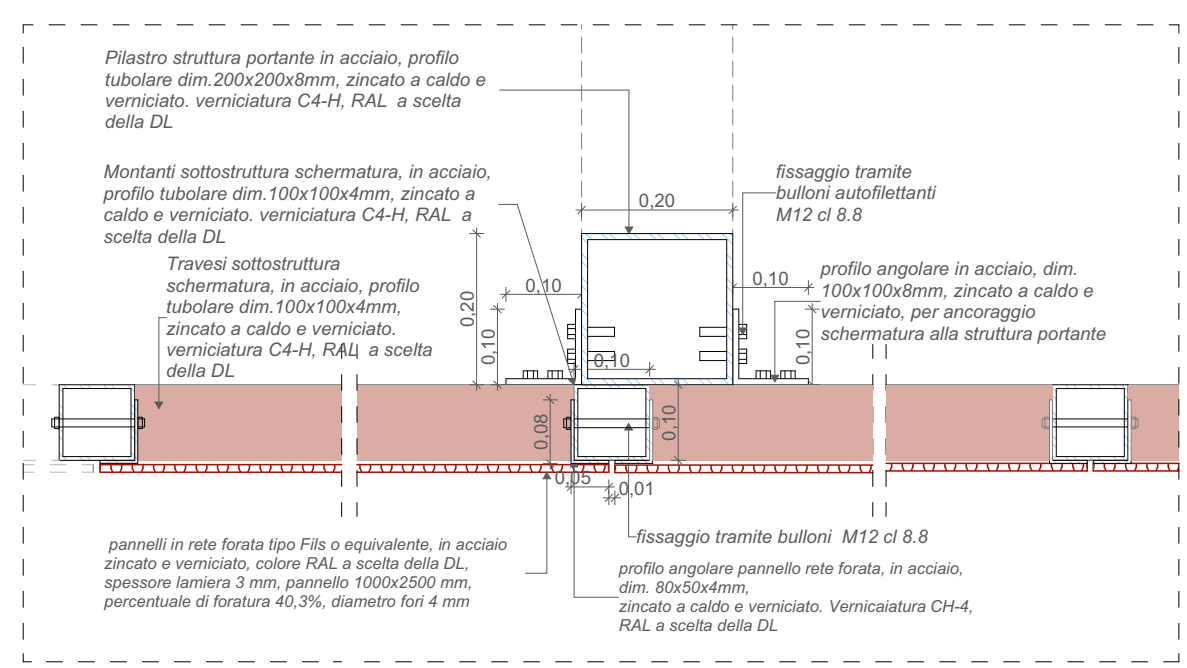 Pilastro struttura portante in acciaio, profilo
tubolare dim.200x200x8mm, zincato a caldo e
verniciato. verniciatura C4-H, RAL a scelta
della DL
Montanti sottostruttura schermatura, in acciaio,
profilo tubolare dim.100x100x4mm, zincato a
caldo e verniciato. verniciatura C4-H, RAL a
scelta della DL
Travesi sottostruttura
schermatura, in acciaio, profilo
tubolare dim.100x100x4mm,
zincato a caldo e verniciato.
verniciatura C4-H, RAL a scelta
della DL
fissaggio tramite
bulloni autofilettanti
M12 cl 8.8
profilo angolare in acciaio, dim.
100x100x8mm, zincato a caldo e
verniciato, per ancoraggio
schermatura alla struttura portante
0,20
0,10
0,10
0,20
0,10
0,10
0,10
0,08
0,10
0,05
0,01
pannelli in rete forata tipo Fils o equivalente, in acciaio
zincato e verniciato, colore RAL a scelta della DL,
spessore lamiera 3 mm, pannello 1000x2500 mm,
percentuale di foratura 40,3%, diametro fori 4 mm
fissaggio tramite bulloni M12 cl 8.8
profilo angolare pannello rete forata, in acciaio,
dim. 80x50x4mm,
zincato a caldo e verniciato. Vernicaiatura CH-4,
RAL a scelta della DL